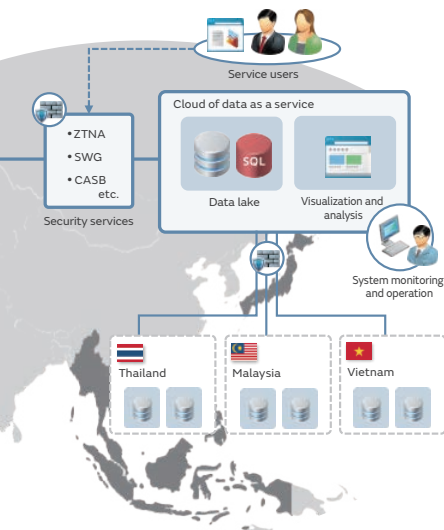 Service users
Cloud of data as a service
• ZTNA
• SWG
• CASB
etc.
Security services
SQL
Data lake
Visualization and
analysis
System monitoring
and operation
Thailand
Malaysia
Vietnam